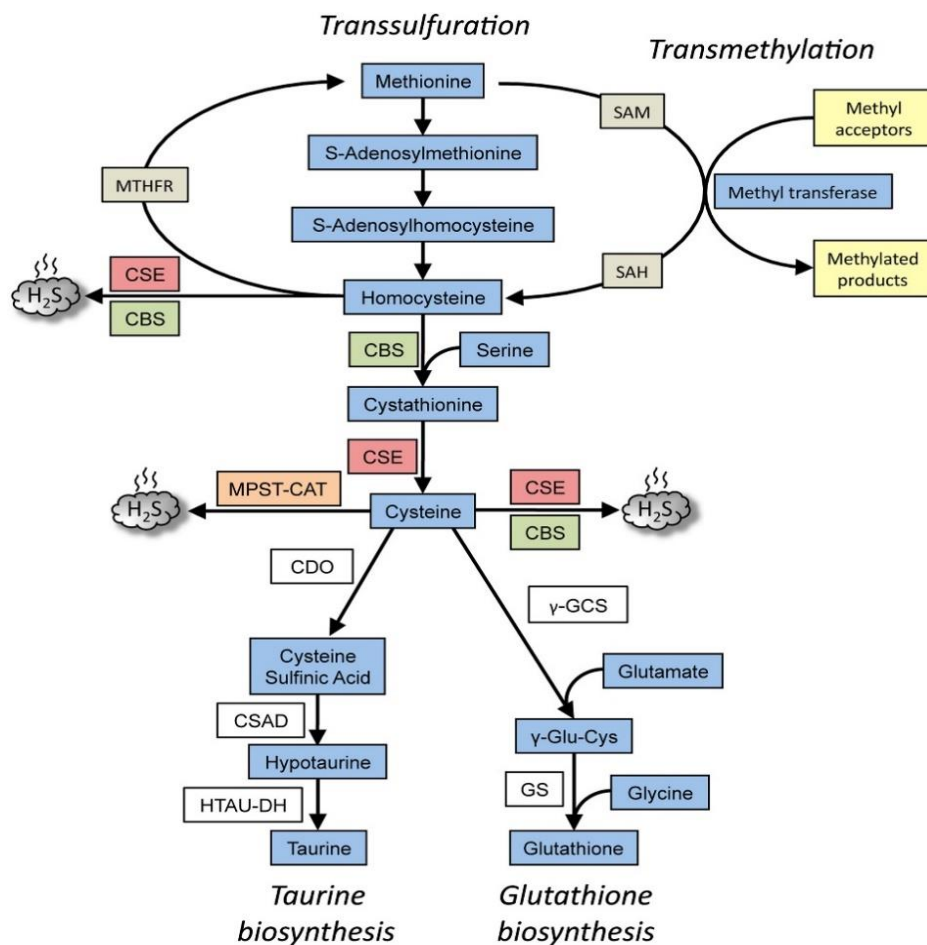 Transsulfuration
Transmethylation
Methionine
SAM
Methyl
acceptors
S-Adenosylmethionine
MTHFR
Methyl transferase
S-Adenosylhomocysteine
CSE
SAH
Methylated
products
H₂S
Homocysteine
CBS
CBS
Serine
Cystathionine
CSE
MPST-CAT
CSE
H₂S
Cysteine
H₂S
CBS
CDO
γ-GCS
Cysteine
Sulfinic Acid
Glutamate
CSAD
γ-Glu-Cys
Hypotaurine
GS
Glycine
HTAU-DH
Taurine
Glutathione
Taurine
biosynthesis
Glutathione
biosynthesis